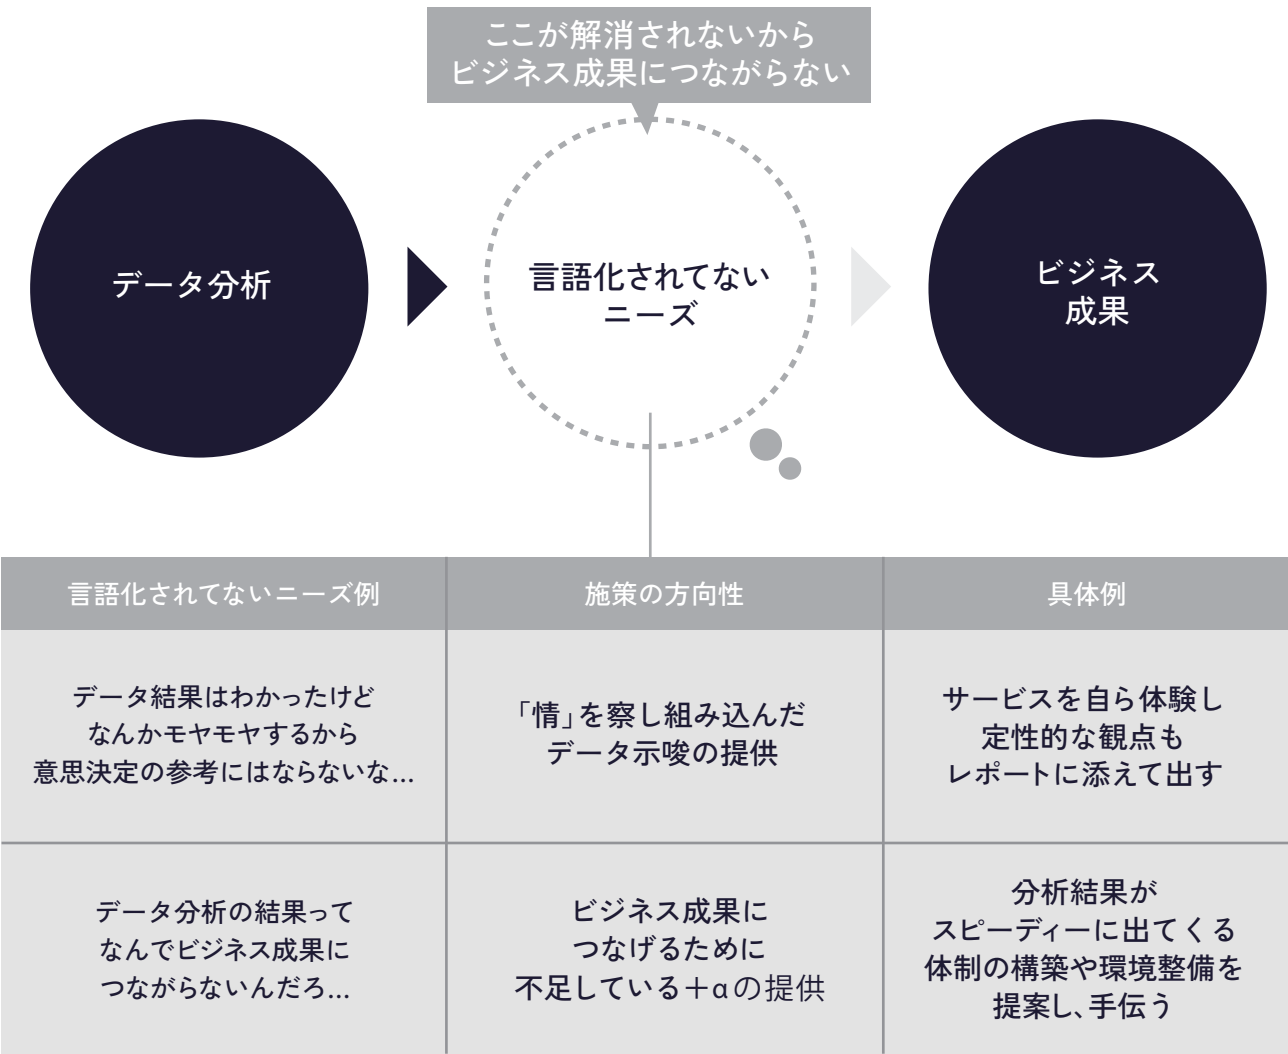 ここが解消されないから
ビジネス成果につながらない
データ分析
言語化されてない
ニーズ
ビジネス
成果
言語化されてないニーズ例
施策の方向性
具体例
データ結果はわかったけど
なんかモヤモヤするから
意思決定の参考にはならないな…
「情」を察し組み込んだ
データ示唆の提供
サービスを自ら体験し
定性的な観点も
レポートに添えて出す
データ分析の結果って
なんでビジネス成果に
つながらないんだろ…
ビジネス成果に
つなげるために
不足している＋αの提供
分析結果が
スピーディーに出てくる
体制の構築や環境整備を
提案し、手伝う